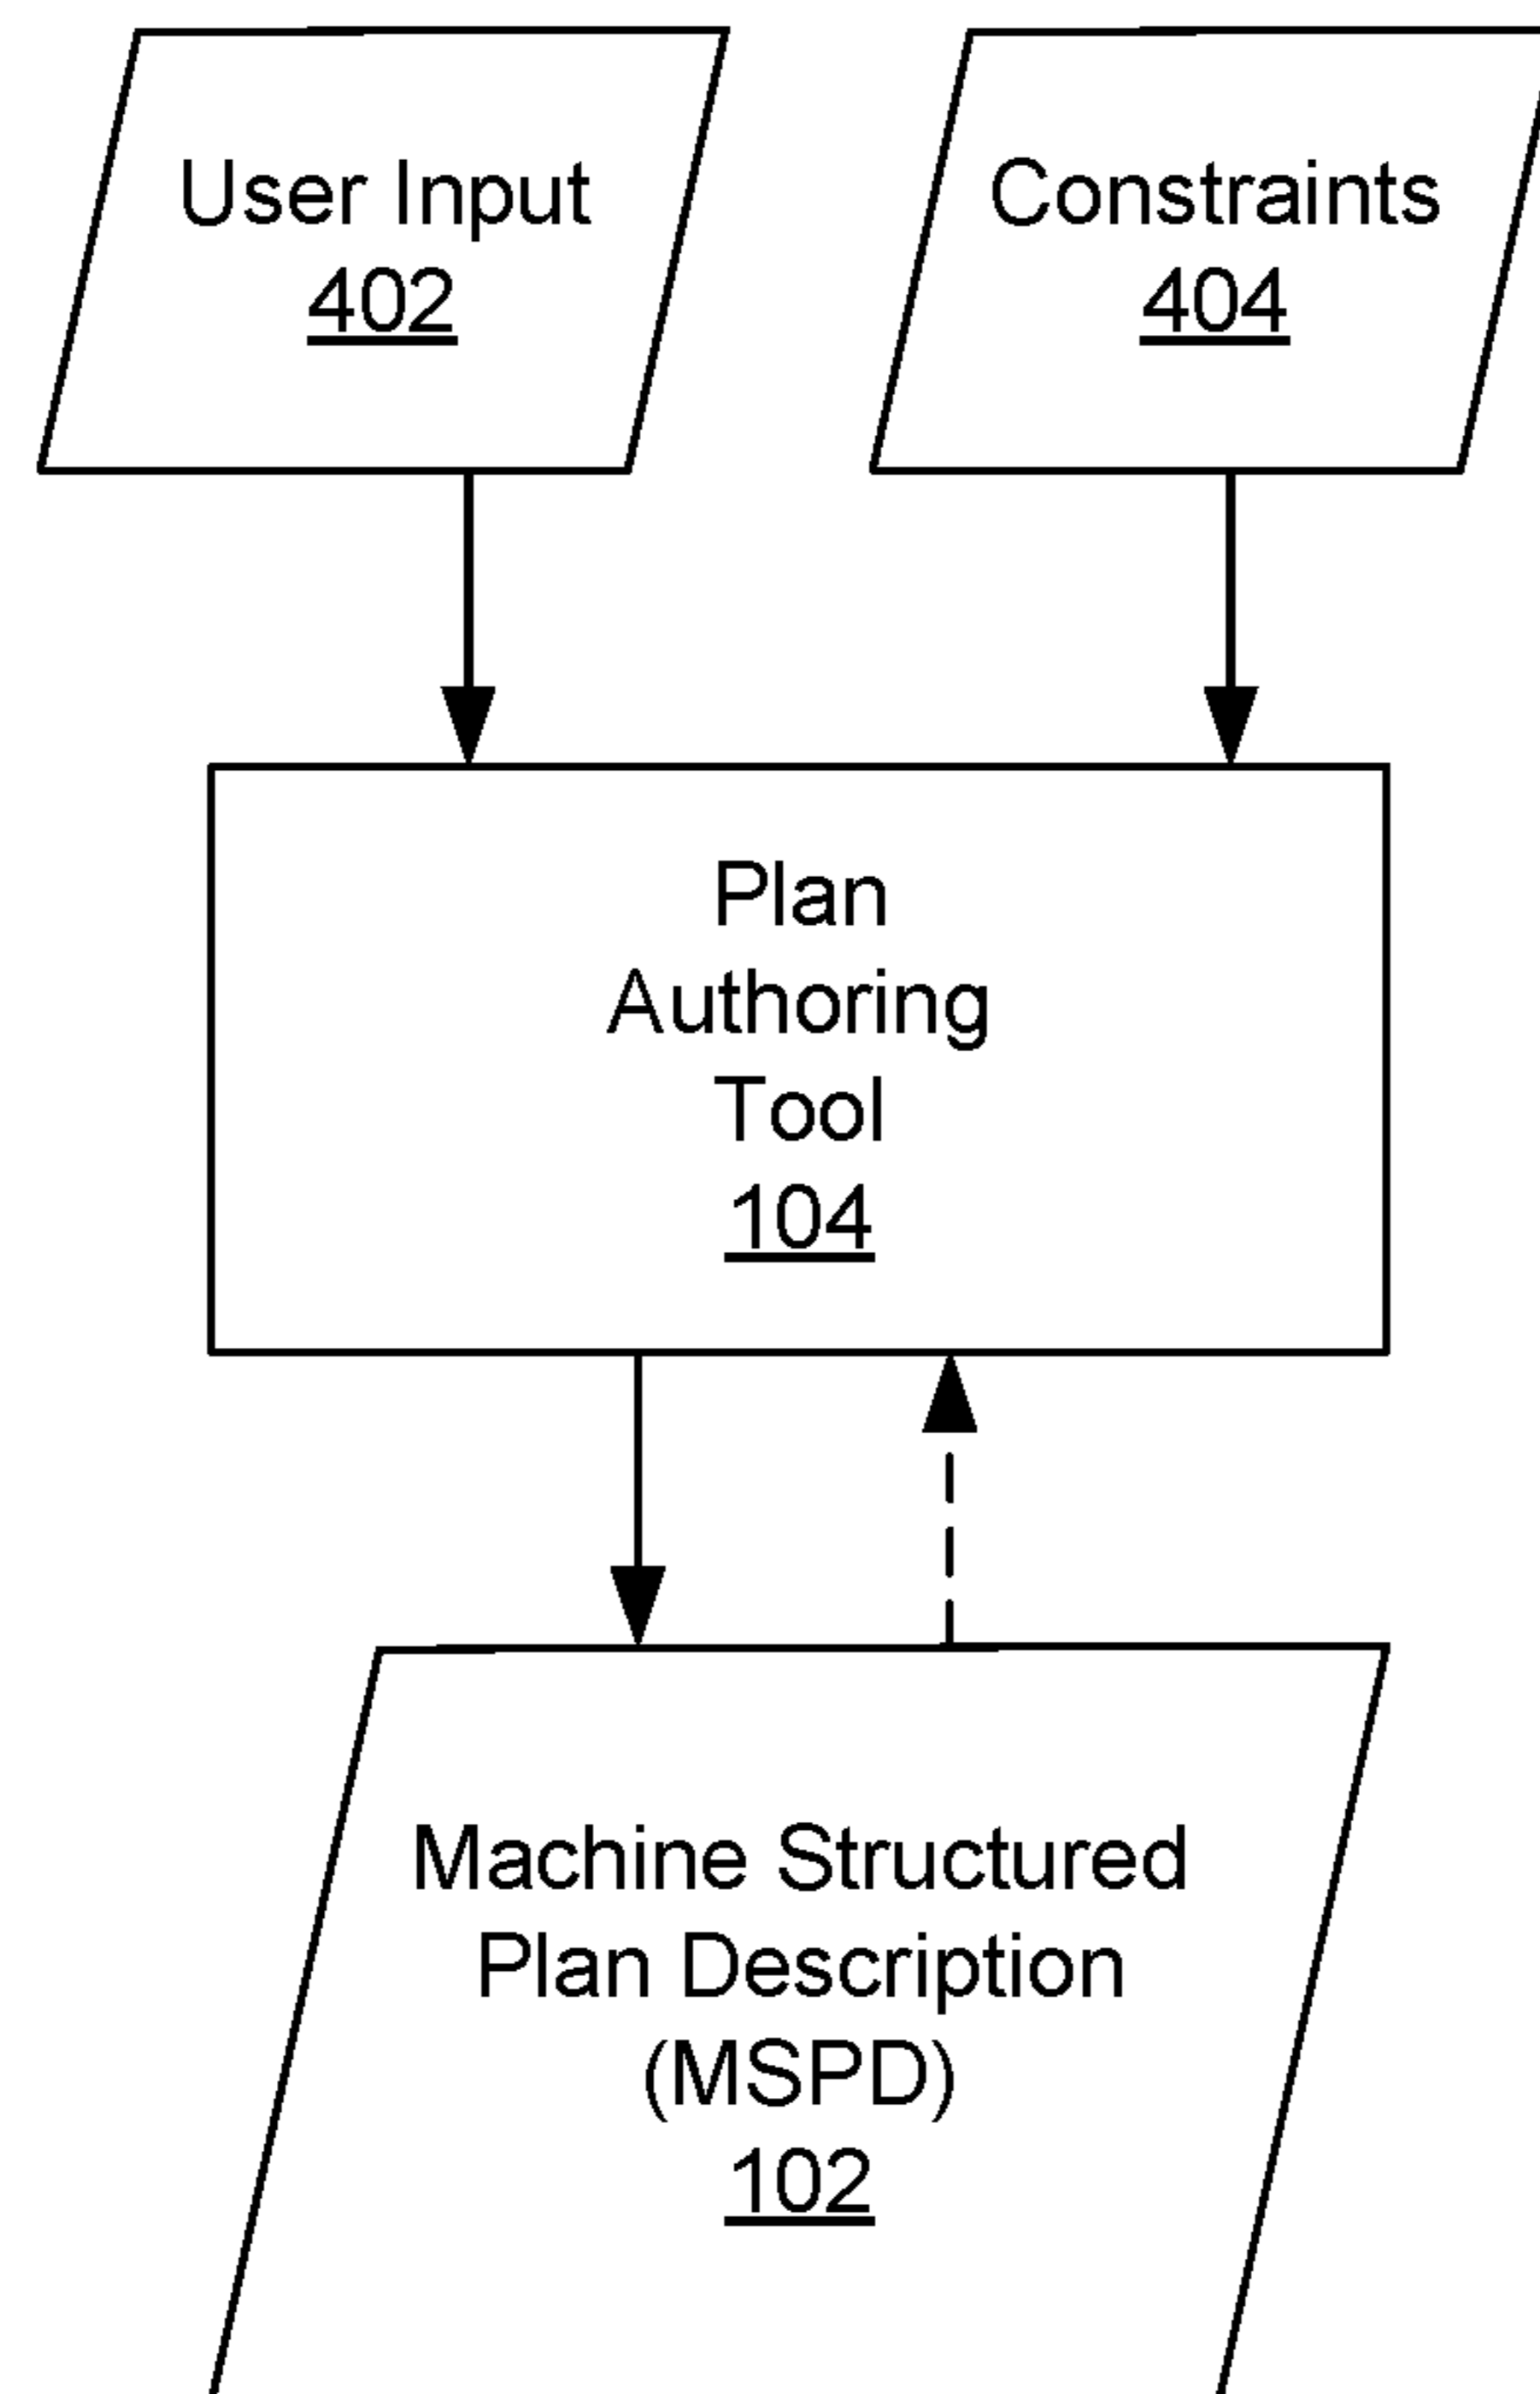 User Input
402
Constraints
404
Plan
Authoring
Tool
104
Machine Structured
Plan Description
(MSPD)
102